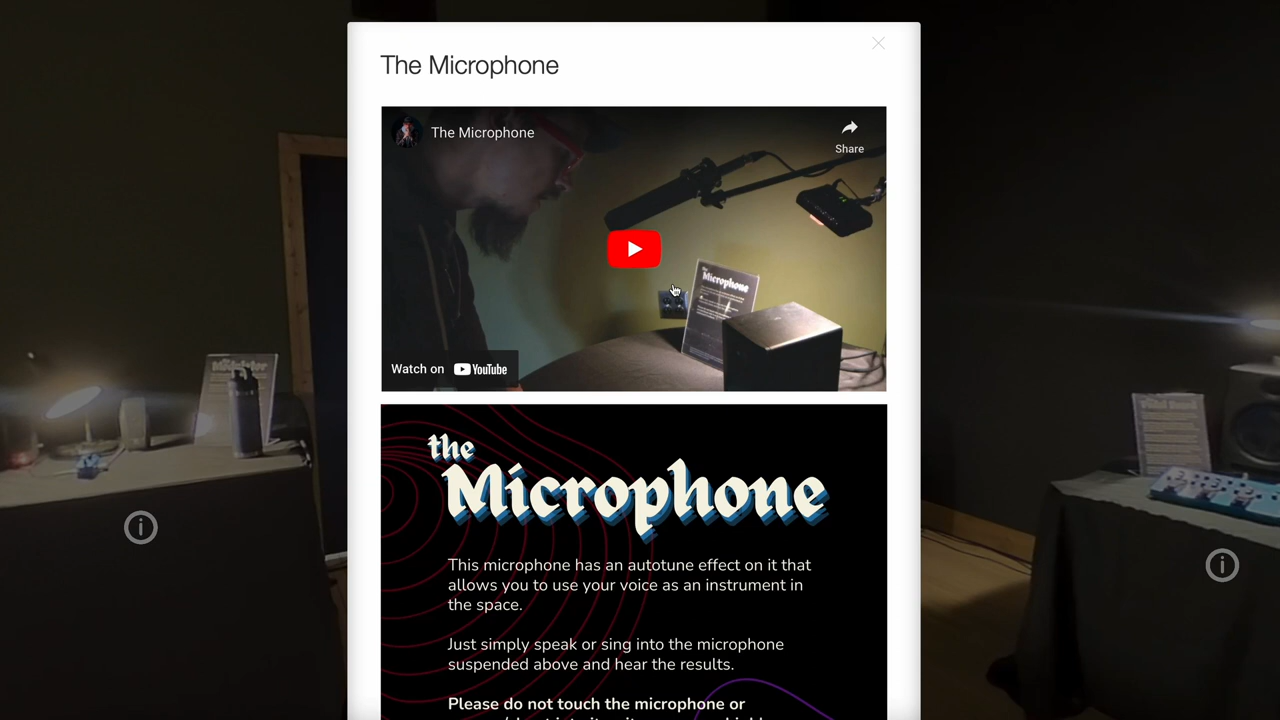 The Microphone
The Microphone
Share
the
Microphone
Watch on YouTube
the
Microphone
This microphone has an autotune effect on it that
allows you to use your voice as an instrument in
the space.
Just simply speak or sing into the microphone
suspended above and hear the results.
Please do not touch the microphone or